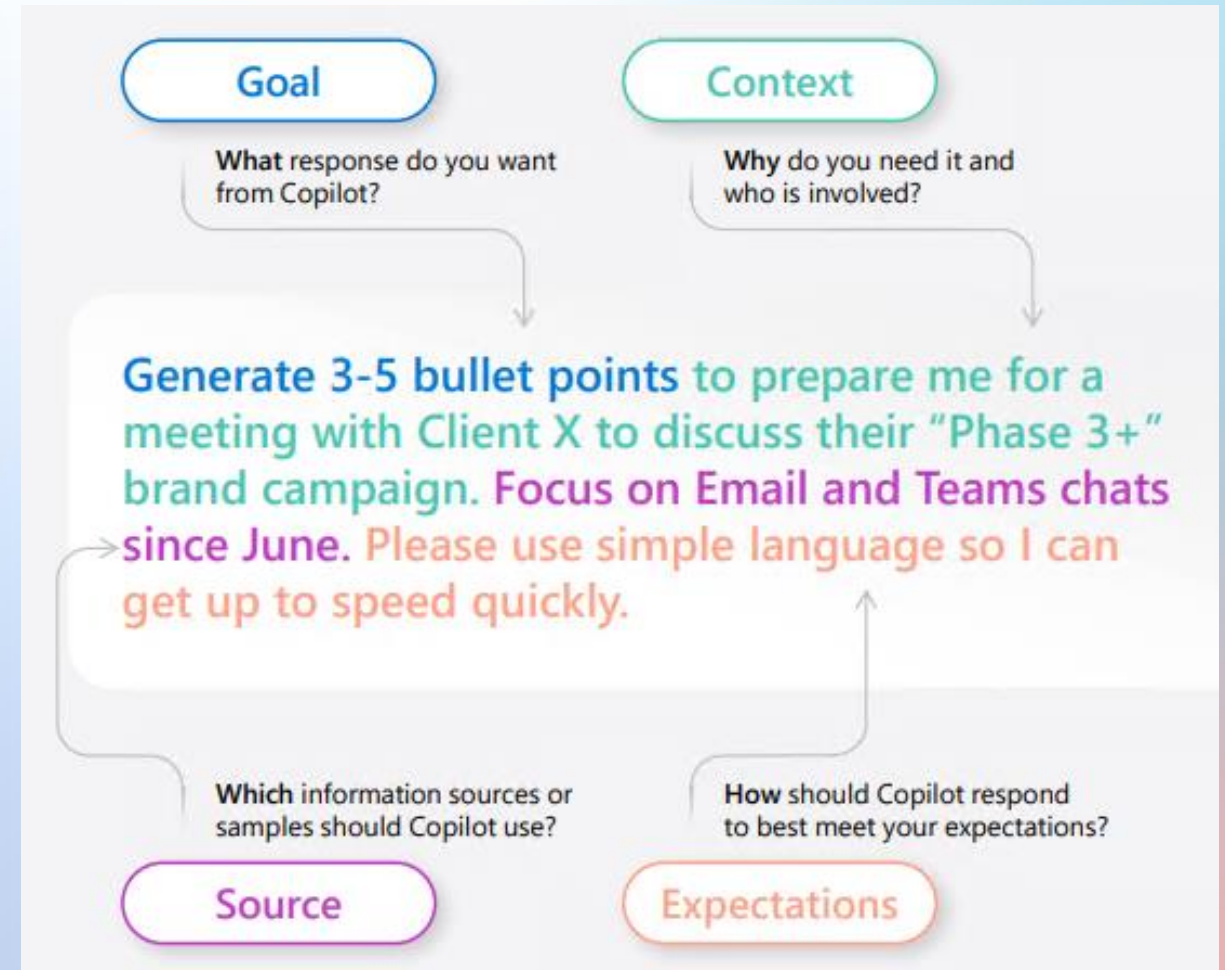 Goal
Context
What response do you want
from Copilot?
Why do you need it and
who is involved?
Generate 3-5 bullet points to prepare me for a
meeting with Client X to discuss their “Phase 3+”
brand campaign. Focus on Email and Teams chats
since June. Please use simple language so I can
get up to speed quickly.
Which information sources or
samples should Copilot use?
How should Copilot respond
to best meet your expectations?
Source
Expectations